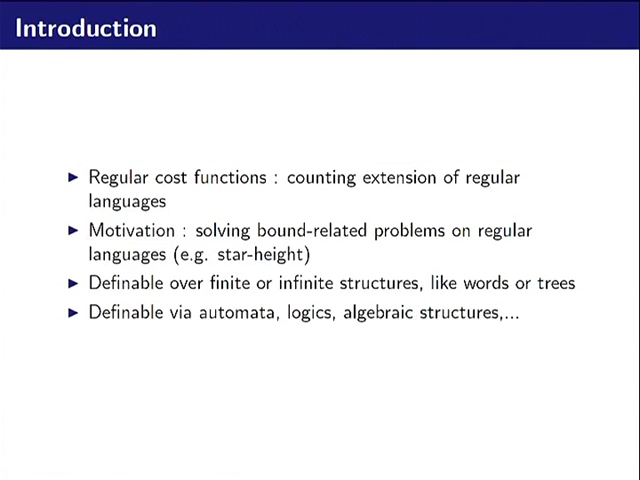 Introduction
Regular cost functions : counting extension of regular
languages
Motivation : solving bound-related problems on regular
languages (e.g. star-height)
Definable over finite or infinite structures, like words or trees
Definable via automata, logics, algebraic structures,...